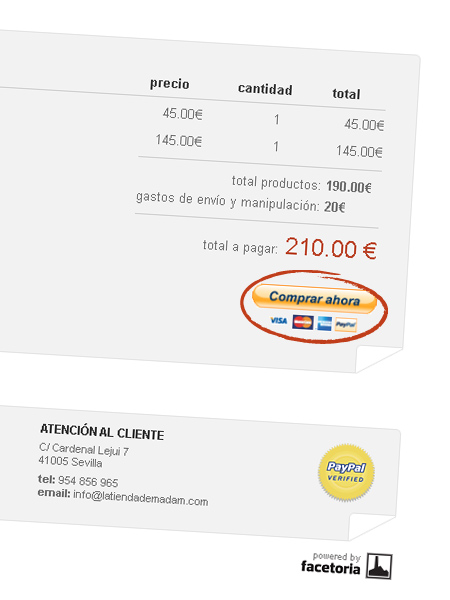 precio cantidad total
45.00€ 1 45.00€
145.00€ 1 145.00€
total productos: 190.00€
gastos de envío y manipulación: 20€
total a pagar: 210.00 €
Comprar ahora
VISA MasterCard PayPal
ATENCIÓN AL CLIENTE
C/ Cardenal Lejui 7
41005 Sevilla
tel: 954 856 965
email: info@latiendademadam.com
PayPal
VERIFIED
powered by
facetoria